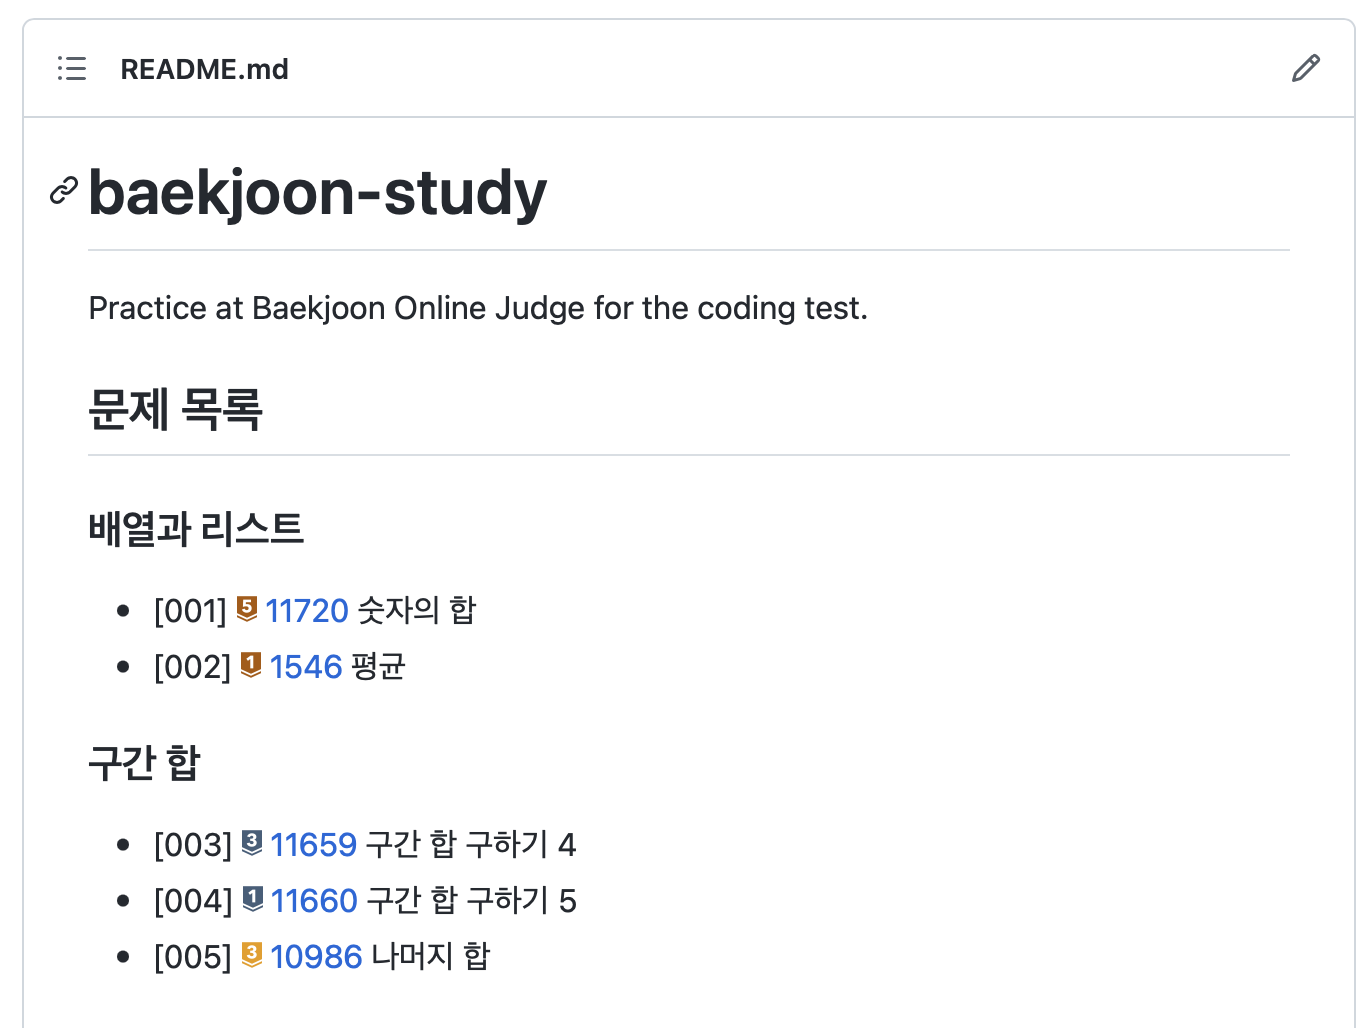 README.md
baekjoon-study
Practice at Baekjoon Online Judge for the coding test.
문제 목록
배열과 리스트
[001] 5 11720 숫자의 합
[002] 1 1546 평균
구간 합
[003] 3 11659 구간 합 구하기 4
[004] 1 11660 구간 합 구하기 5
[005] 3 10986 나머지 합